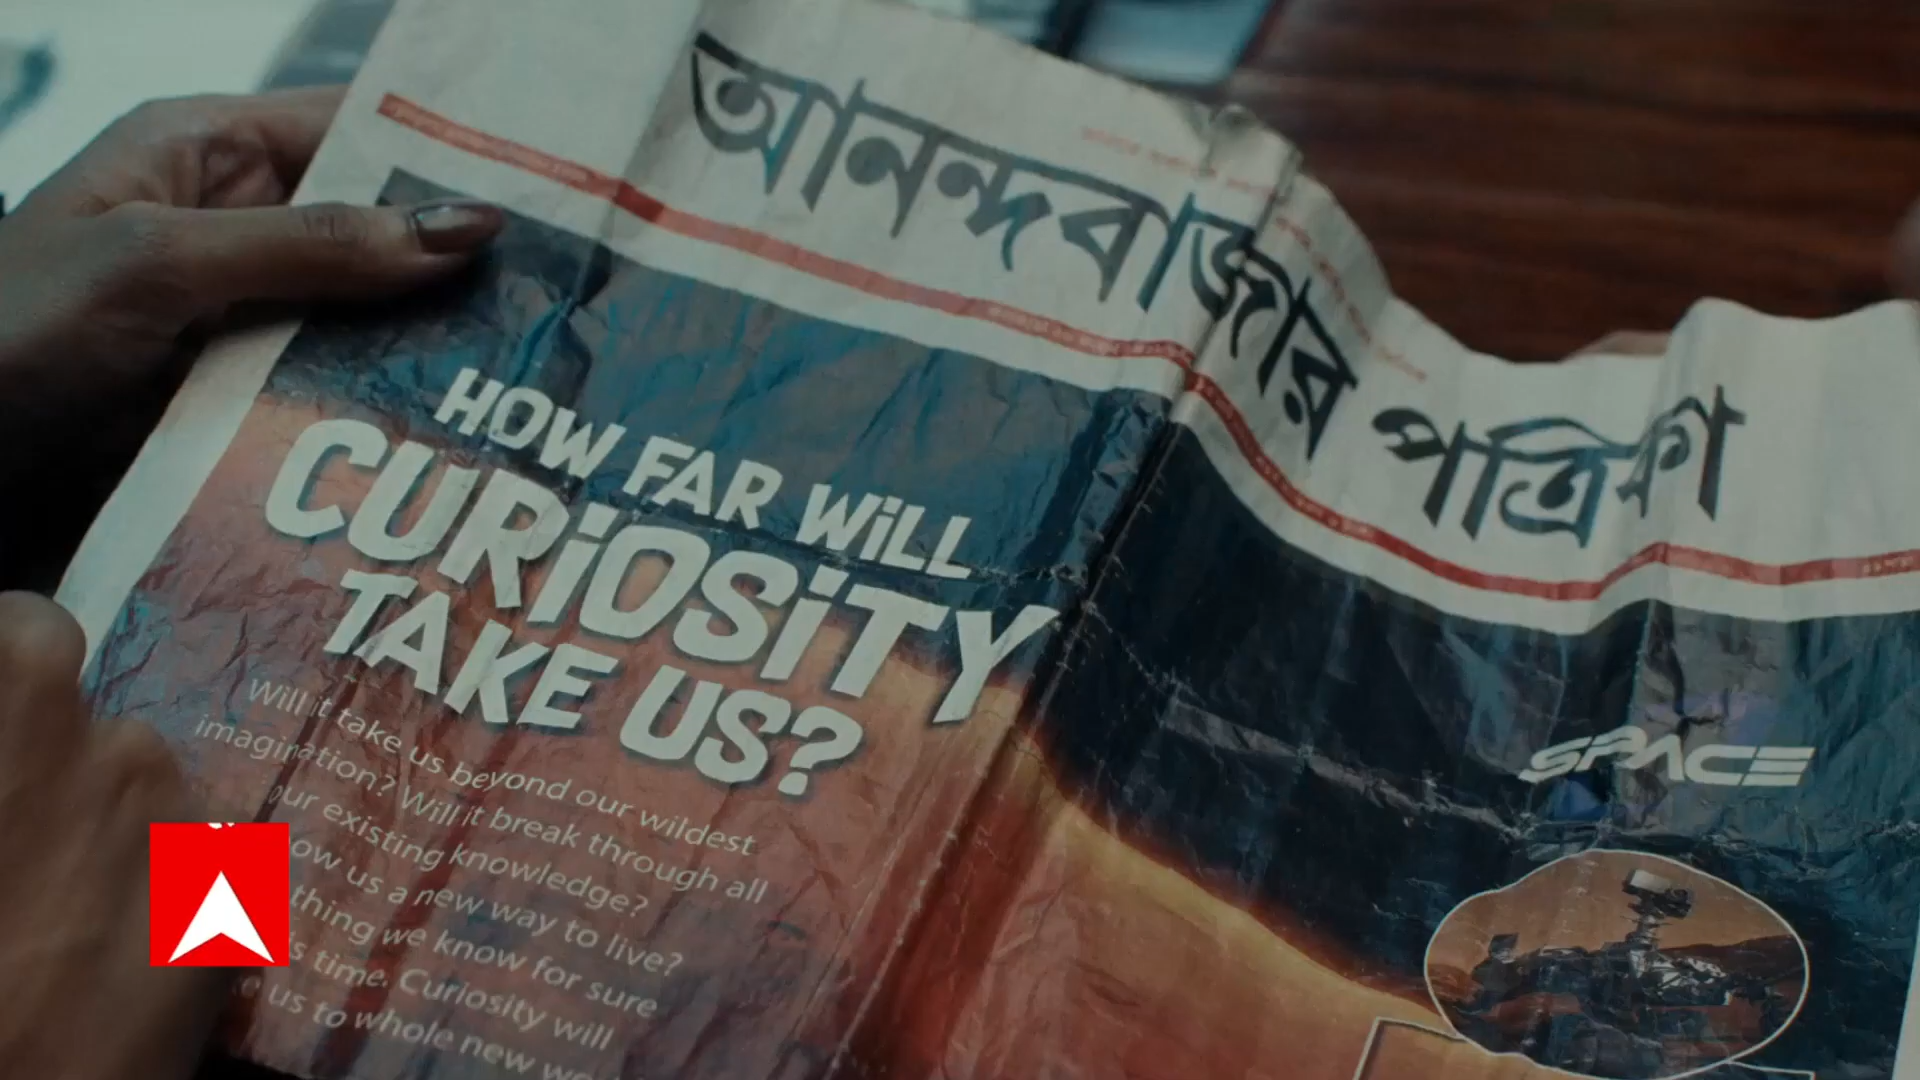 আনন্দবাজার পত্রিকা
HOW FAR WiLL
CURiOSiTY
TAKE US?
Will it take us beyond our wildest
imagination? Will it break through all
our existing knowledge?
ow us a new way to live?
thing we know for sure
s time. Curiosity will
us to whole new
SPACE